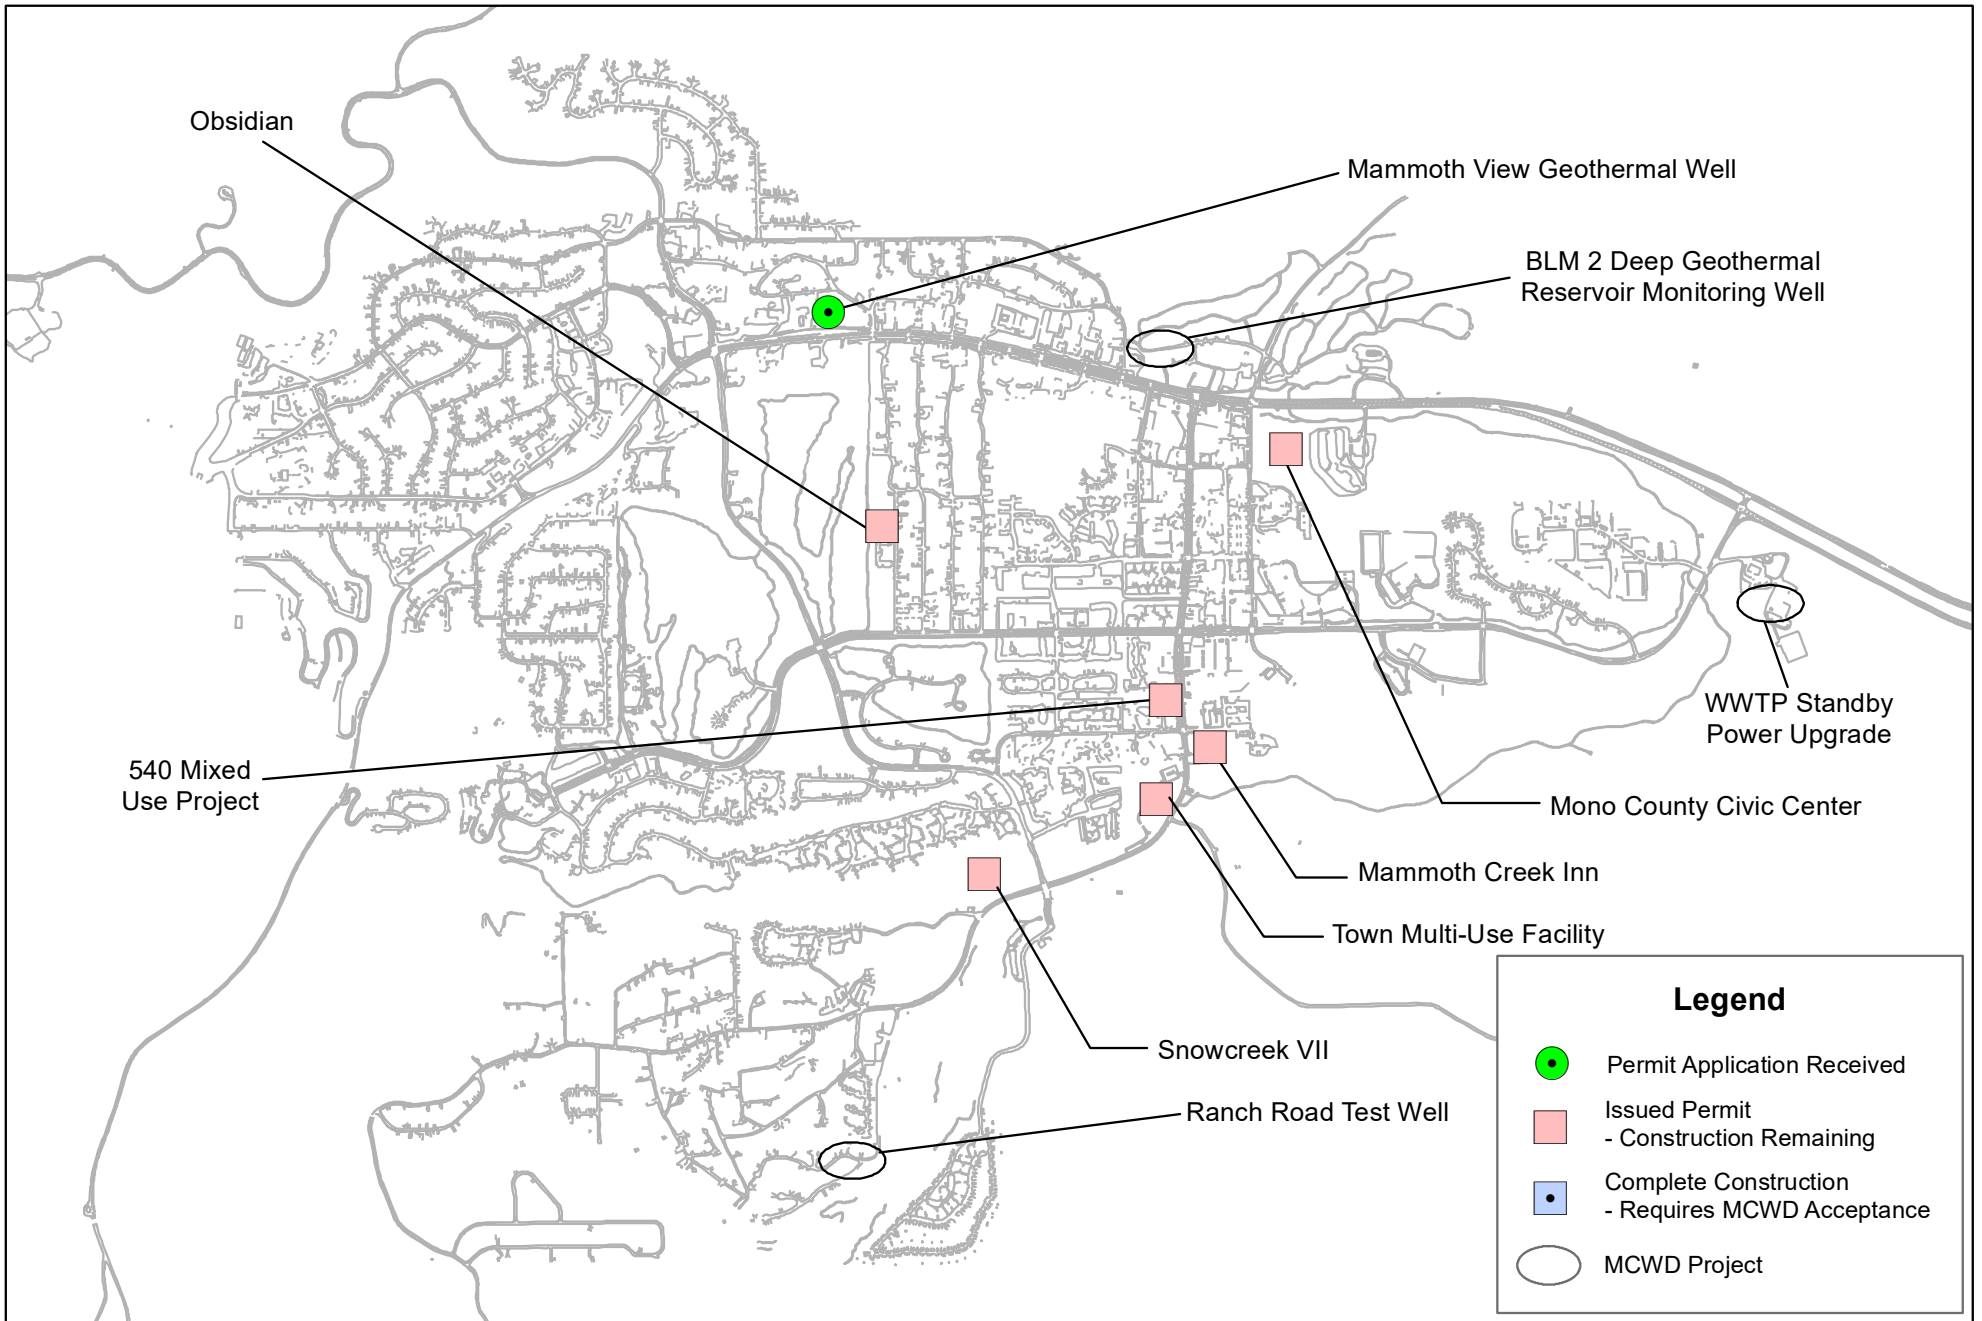 Obsidian
Mammoth View Geothermal Well
BLM 2 Deep Geothermal
Reservoir Monitoring Well
WWTP Standby
Power Upgrade
540 Mixed
Use Project
Mono County Civic Center
Mammoth Creek Inn
Town Multi-Use Facility
Snowcreek VII
Ranch Road Test Well
Legend
Permit Application Received
Issued Permit
- Construction Remaining
Complete Construction
- Requires MCWD Acceptance
MCWD Project